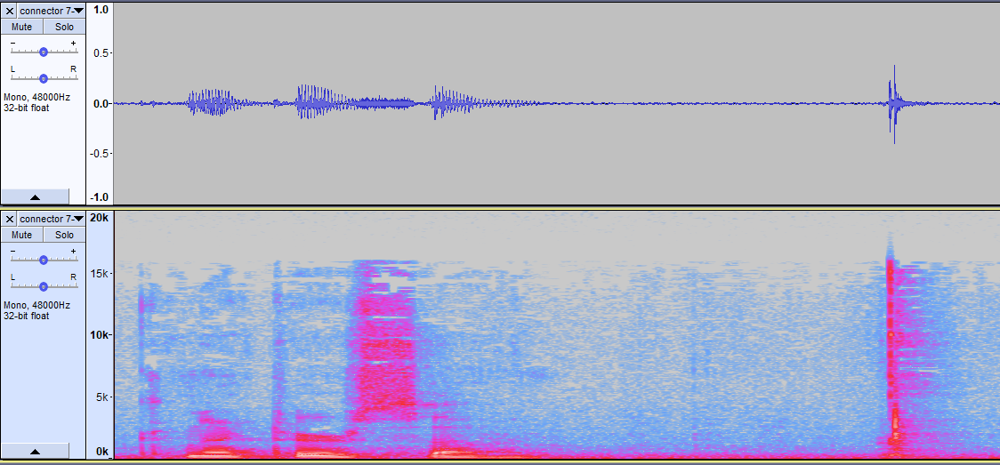 connector 7-
Mute Solo
- +
L R
Mono, 48000Hz
32-bit float
1.0
0.5-
0.0-
-0.5-
-1.0
connector 7-
Mute Solo
- +
L R
Mono, 48000Hz
32-bit float
20k
15k-
10k-
5k-
0k